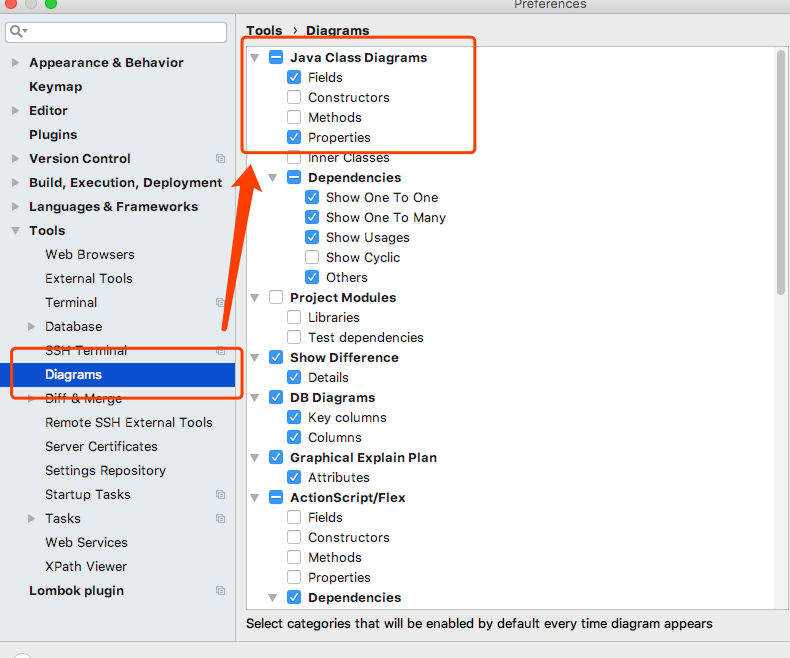 Preferences
Appearance & Behavior
Keymap
Editor
Plugins
Version Control
Build, Execution, Deployment
Languages & Frameworks
Tools
Web Browsers
External Tools
Terminal
Database
SSH Terminal
Diagrams
Diff & Merge
Remote SSH External Tools
Server Certificates
Settings Repository
Startup Tasks
Tasks
Web Services
XPath Viewer
Lombok plugin
Tools › Diagrams
Java Class Diagrams
Fields
Constructors
Methods
Properties
Inner Classes
Dependencies
Show One To One
Show One To Many
Show Usages
Show Cyclic
Others
Project Modules
Libraries
Test dependencies
Show Difference
Details
DB Diagrams
Key columns
Columns
Graphical Explain Plan
Attributes
ActionScript/Flex
Fields
Constructors
Methods
Properties
Dependencies
Select categories that will be enabled by default every time diagram appears